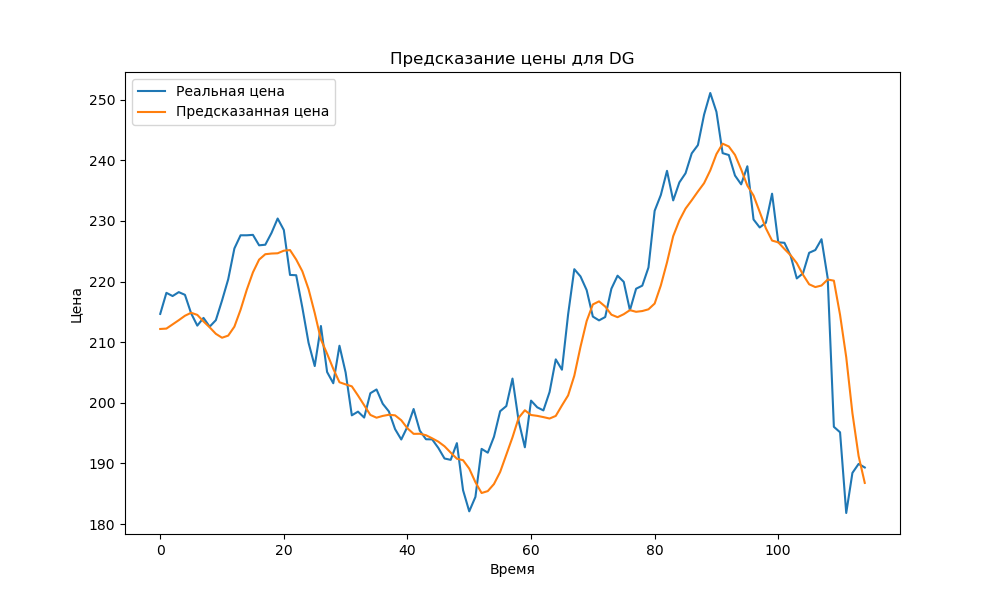 Предсказание цены для DG
Реальная цена
Предсказанная цена
Цена
250
240
230
220
210
200
190
180
0 20 40 60 80 100
Время